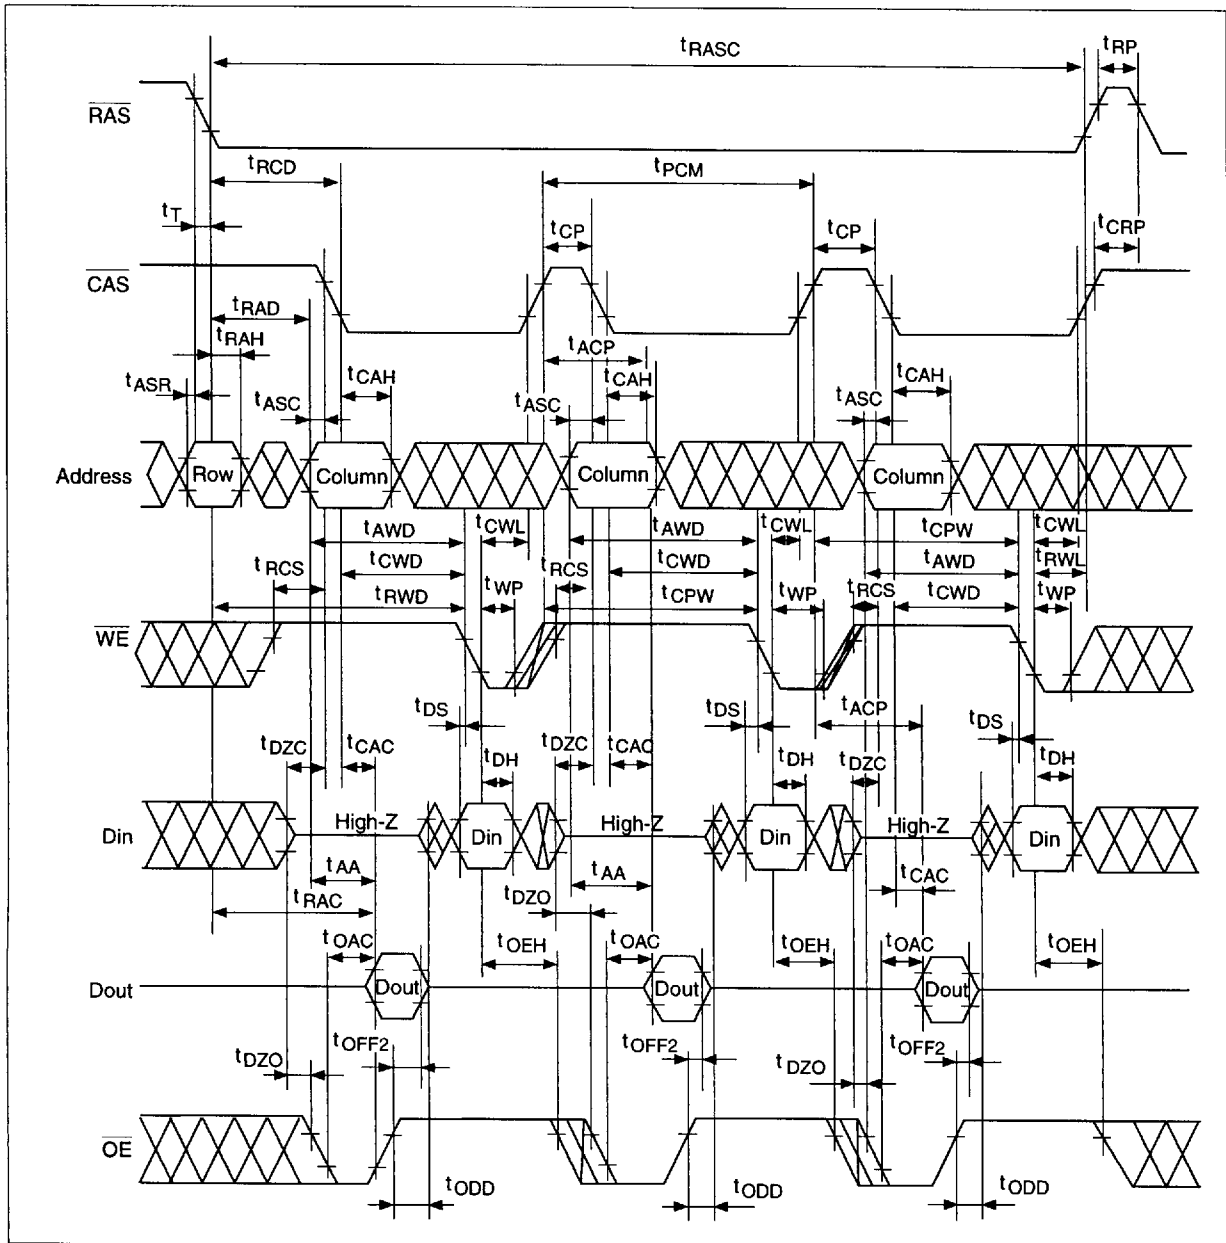 tRASC
tRP
RAS
tRCD
tPCM
tT
tCP
tCP
tCRP
CAS
tRAD
tRAH
tACP
tASR
tASC
tCAH
tASC
tCAH
tASC
tCAH
Address
Row
Column
Column
Column
tAWD
tCWL
tAWD
tCWL
tCPW
tCWL
tRCS
tCWD
tWP
tRCS
tCWD
tWP
tRCS
tAWD
tRWL
tRWD
tCPW
tCWD
tWP
WE
tDS
tDS
tACP
tDS
tDZC
tCAC
tDH
tDZC
tCAC
tDH
tDZC
tDH
Din
High-Z
Din
High-Z
Din
High-Z
Din
tAA
tAA
tCAC
tRAC
tDZO
tOAC
tOEH
tOAC
tOEH
tOAC
tOEH
Dout
Dout
Dout
Dout
tDZO
tOFF2
tOFF2
tDZO
tOFF2
OE
tODD
tODD
tODD